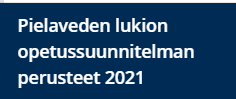 Pielaveden lukion
opetussuunnitelman
perusteet 2021